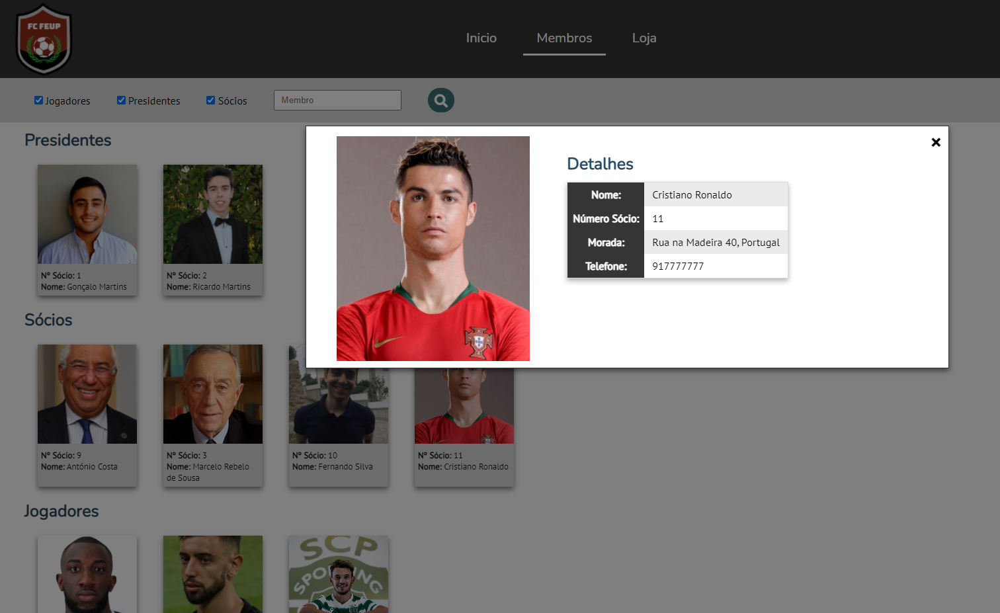 FC FEUP
Inicio
Membros
Loja
Jogadores
Presidentes
Sócios
Membro
Presidentes
Nº Sócio: 1
Nome: Gonçalo Martins
Nº Sócio: 2
Nome: Ricardo Martins
Detalhes
Nome: Cristiano Ronaldo
Número Sócio: 11
Morada: Rua na Madeira 40, Portugal
Telefone: 917777777
Sócios
Nº Sócio: 9
Nome: António Costa
Nº Sócio: 3
Nome: Marcelo Rebelo
de Sousa
Nº Sócio: 10
Nome: Fernando Silva
Nº Sócio: 11
Nome: Cristiano Ronaldo
Jogadores
SCP
SPORTING